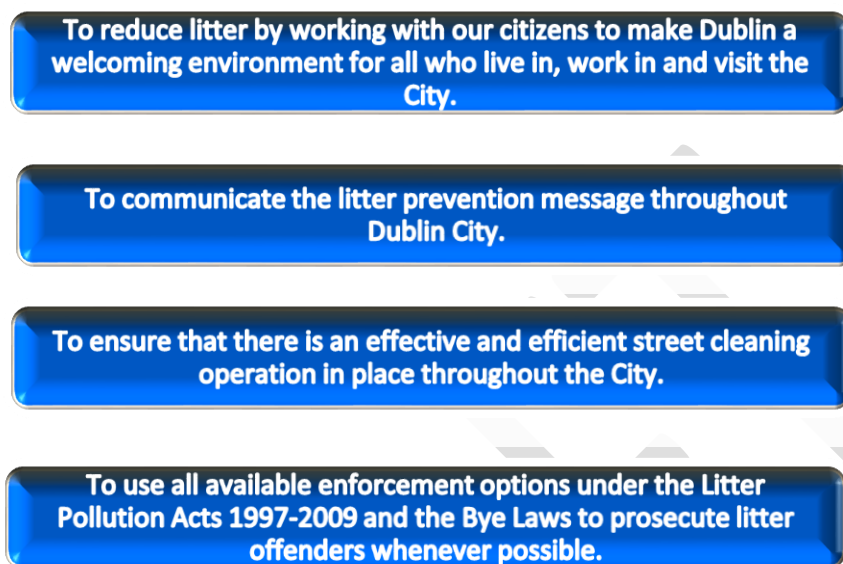 To reduce litter by working with our citizens to make Dublin a
welcoming environment for all who live in, work in and visit the
City.
To communicate the litter prevention message throughout
Dublin City.
To ensure that there is an effective and efficient street cleaning
operation in place throughout the City.
To use all available enforcement options under the Litter
Pollution Acts 1997-2009 and the Bye Laws to prosecute litter
offenders whenever possible.